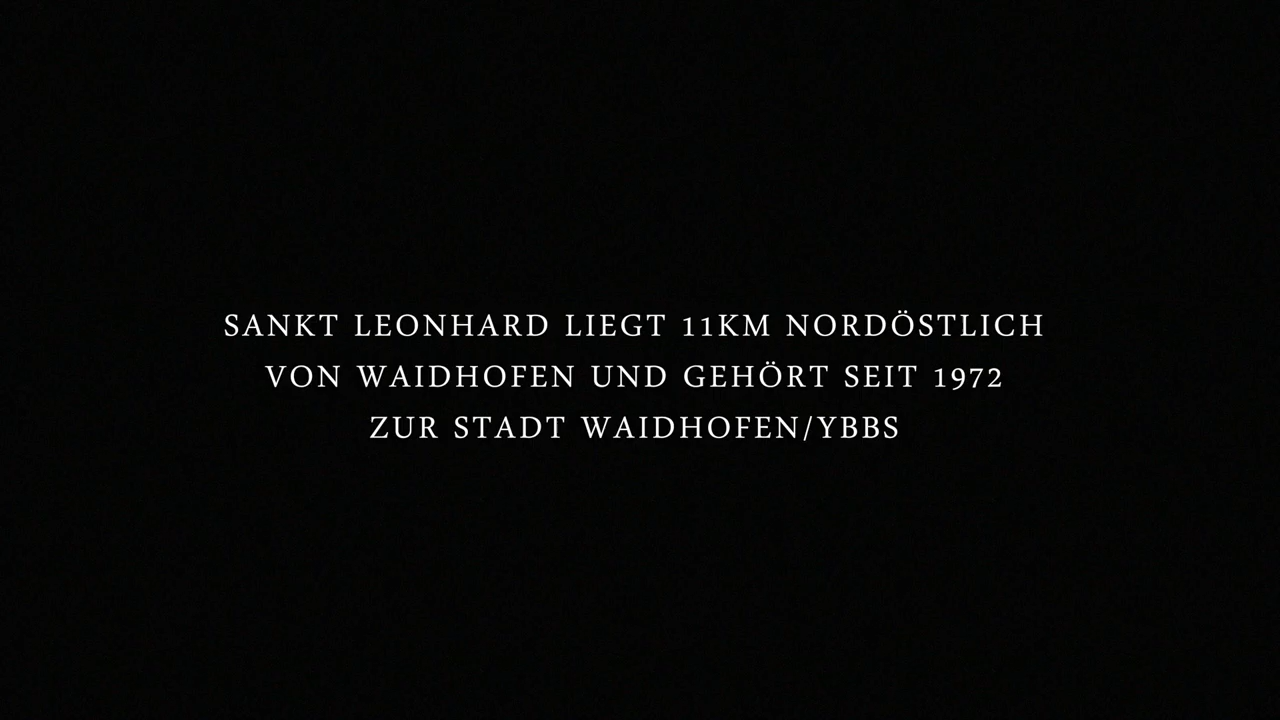 SANKT LEONHARD LIEGT 11KM NORDÖSTLICH
VON WAIDHOFEN UND GEHÖRT SEIT 1972
ZUR STADT WAIDHOFEN/YBBS